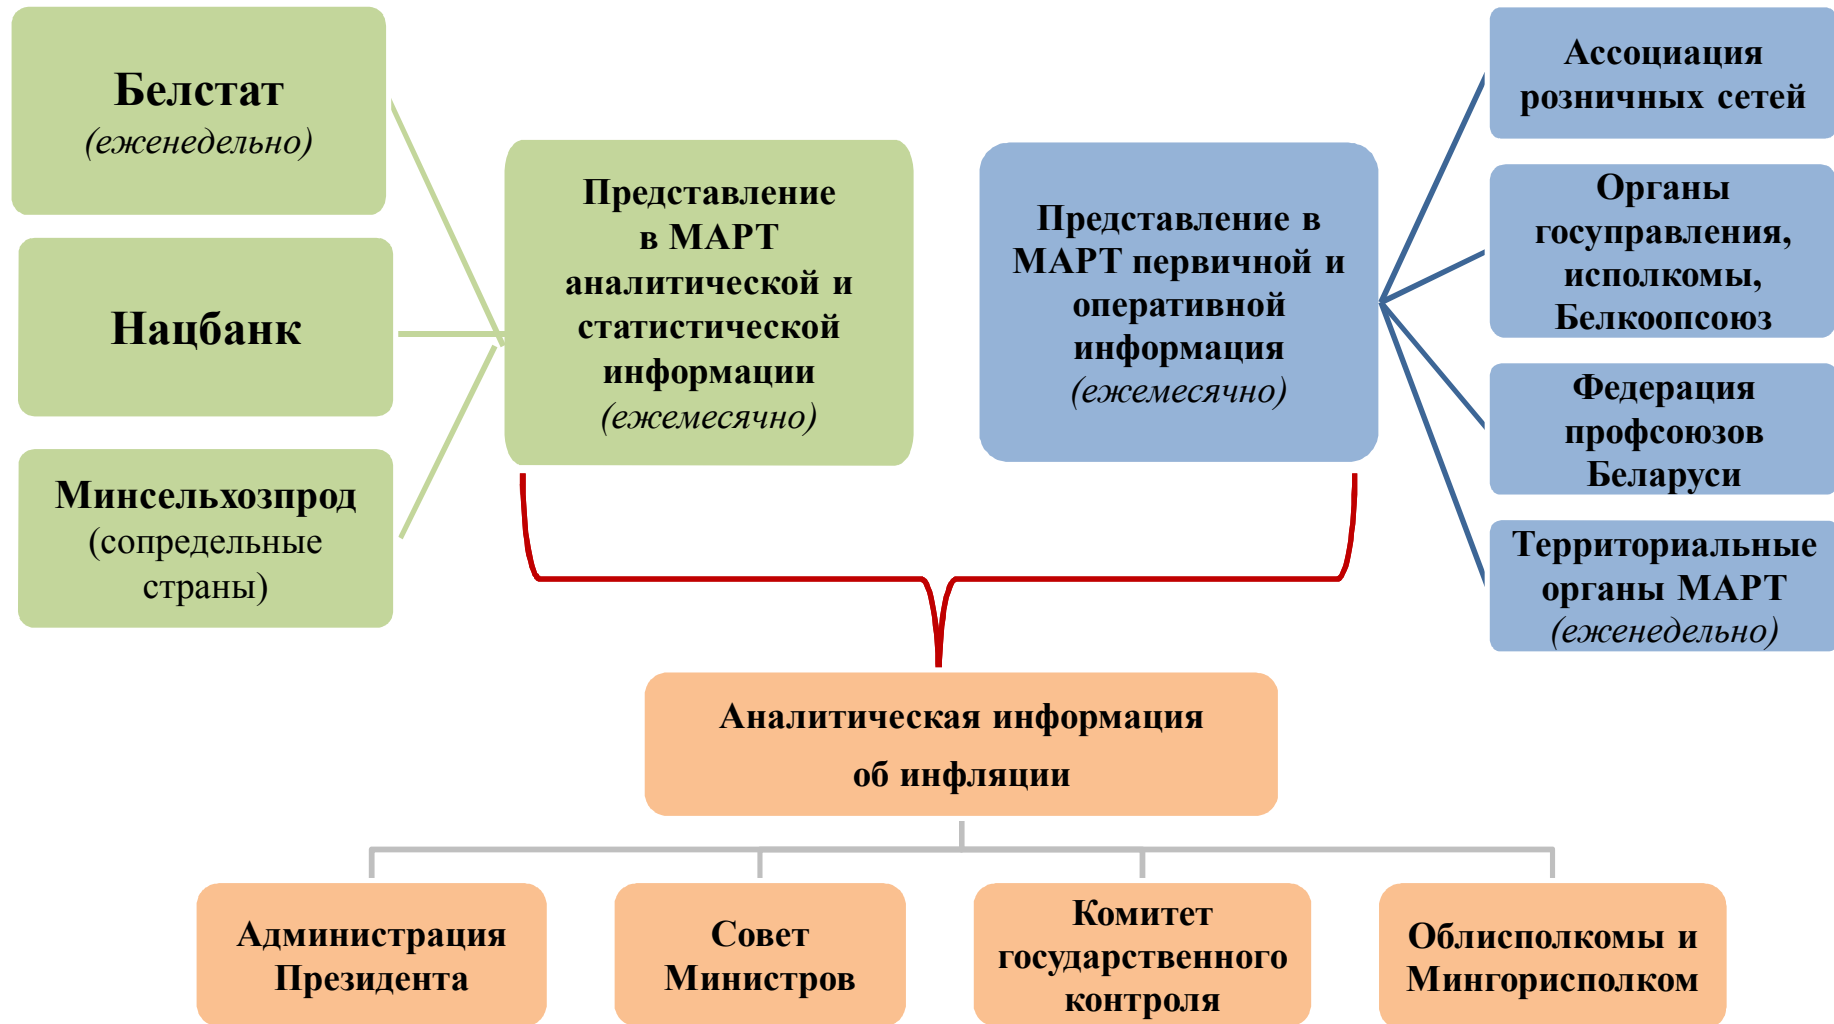 Белстат
(еженедельно)
Нацбанк
Минсельхозпрод
(сопредельные
страны)
Представление
в МАРТ
аналитической и
статистической
информации
(ежемесячно)
Представление в
МАРТ первичной и
оперативной
информация
(ежемесячно)
Ассоциация
розничных сетей
Органы
госуправления,
исполкомы,
Белкоопсоюз
Федерация
профсоюзов
Беларуси
Территориальные
органы МАРТ
(еженедельно)
Аналитическая информация
об инфляции
Администрация
Президента
Совет
Министров
Комитет
государственного
контроля
Облисполкомы и
Мингорисполком